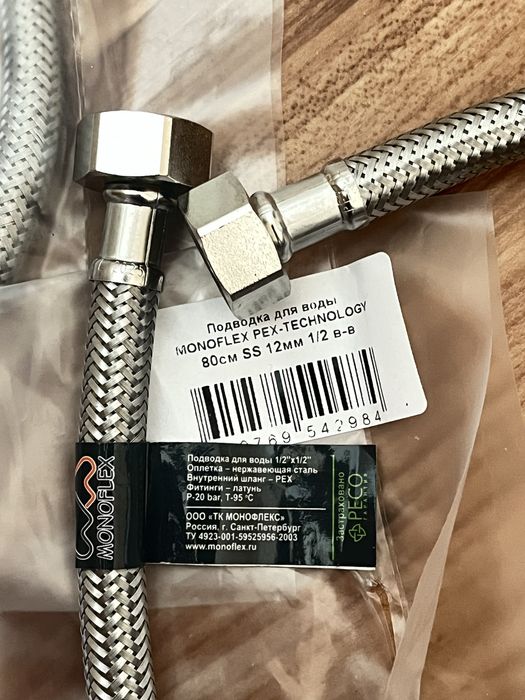 Подводка для воды
MONOFLEX PEX-TECHNOLOGY
80см SS 12мм 1/2 в-в
0769 542984
MONOFLEX
Подводка для воды 1/2"x1/2"
Оплетка – нержавеющая сталь
Внутренний шланг – PEX
Фитинги – латунь
P-20 bar, T-95 °C
ООО «ТК МОНОФЛЕКС»
Россия, г. Санкт-Петербург
ТУ 4923-001-59525956-2003
www.monoflex.ru
Застраховано
РЕСО
ГАРАНТИЯ